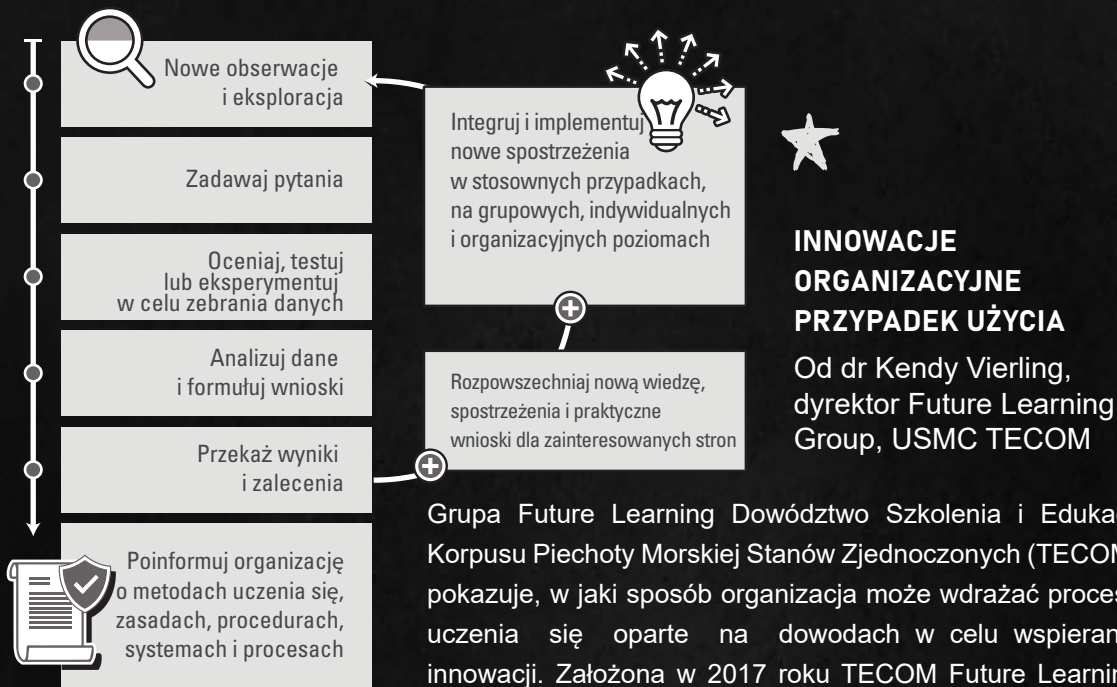 Nowe obserwacje
i eksploracja
Zadawaj pytania
Oceniaj, testuj
lub eksperymentuj
w celu zebrania danych
Analizuj dane
i formułuj wnioski
Przekaż wyniki
i zalecenia
Poinformuj organizację
o metodach uczenia się,
zasadach, procedurach,
systemach i procesach
Integruj i implementuj
nowe spostrzeżenia
w stosownych przypadkach,
na grupowych, indywidualnych
i organizacyjnych poziomach
Rozpowszechniaj nową wiedzę,
spostrzeżenia i praktyczne
wnioski dla zainteresowanych stron
INNOWACJE
ORGANIZACYJNE
PRZYPADEK UŻYCIA
Od dr Kendy Vierling,
dyrektor Future Learning
Group, USMC TECOM
Grupa Future Learning Dowództwo Szkolenia i
Korpusu Piechoty Morskiej Stanów Zjednoczonych (TECOM
pokazuje, w jaki sposób organizacja może wdrażać proces
uczenia się oparte na dowodach w celu
innowacji. Założona w 2017 roku TECOM Future